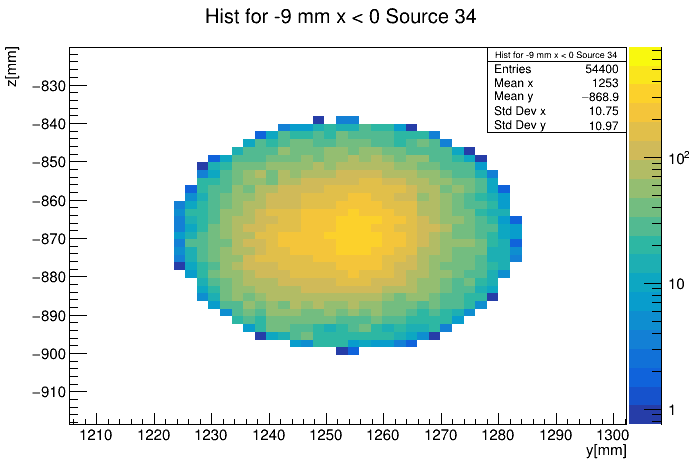 Hist for -9 mm x < 0 Source 34
z[mm]
Hist for -9 mm x < 0 Source 34
Entries 54400
Mean x 1253
Mean y −868.9
Std Dev x 10.75
Std Dev y 10.97
−830
−840
−850
−860
−870
−880
−890
−900
−910
10²
10
1
1210 1220 1230 1240 1250 1260 1270 1280 1290 1300
y[mm]